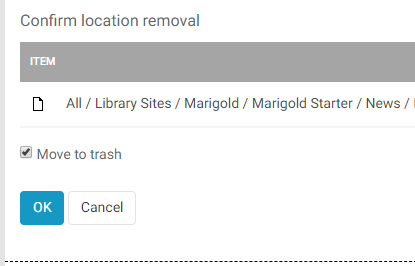 Confirm location removal
ITEM
All / Library Sites / Marigold / Marigold Starter / News /
Move to trash
OK Cancel